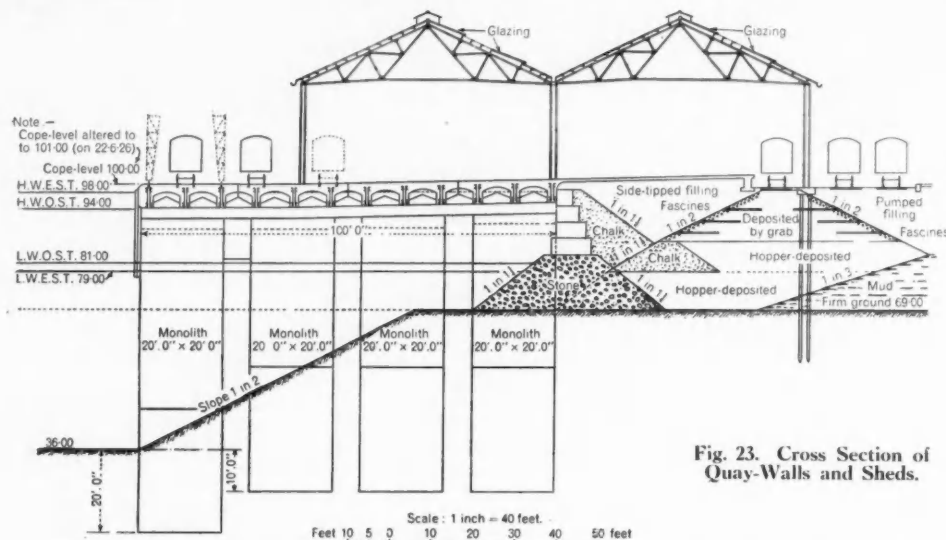 Glazing
Glazing
Note :—
Cope-level altered to
to 101·00 (on 22·6·26)
Cope-level 100·00
H.W.E.S.T. 98·00
H.W.O.S.T. 94·00
L.W.O.S.T. 81·00
L.W.E.S.T. 79·00
100'. 0"
Side-tipped filling
Fascines
1 in 1½
1 in 2
Chalk
1 in 1½
Chalk
Deposited
by grab
Hopper-deposited
1 in 2
Pumped
filling
Fascines
1 in 1½
Stone
1 in 1½
Hopper-deposited
1 in 3
Mud
Firm ground 69·00
Monolith
20'. 0" × 20'. 0"
Monolith
20 0" × 20'. 0"
Monolith
20'. 0" × 20'. 0"
Monolith
20'. 0" × 20'. 0"
Slope 1 in 2
36·00
20'. 0"
10'. 0"
Fig. 23. Cross Section of
Quay-Walls and Sheds.
Scale : 1 inch = 40 feet.
Feet 10 5 0 10 20 30 40 50 feet